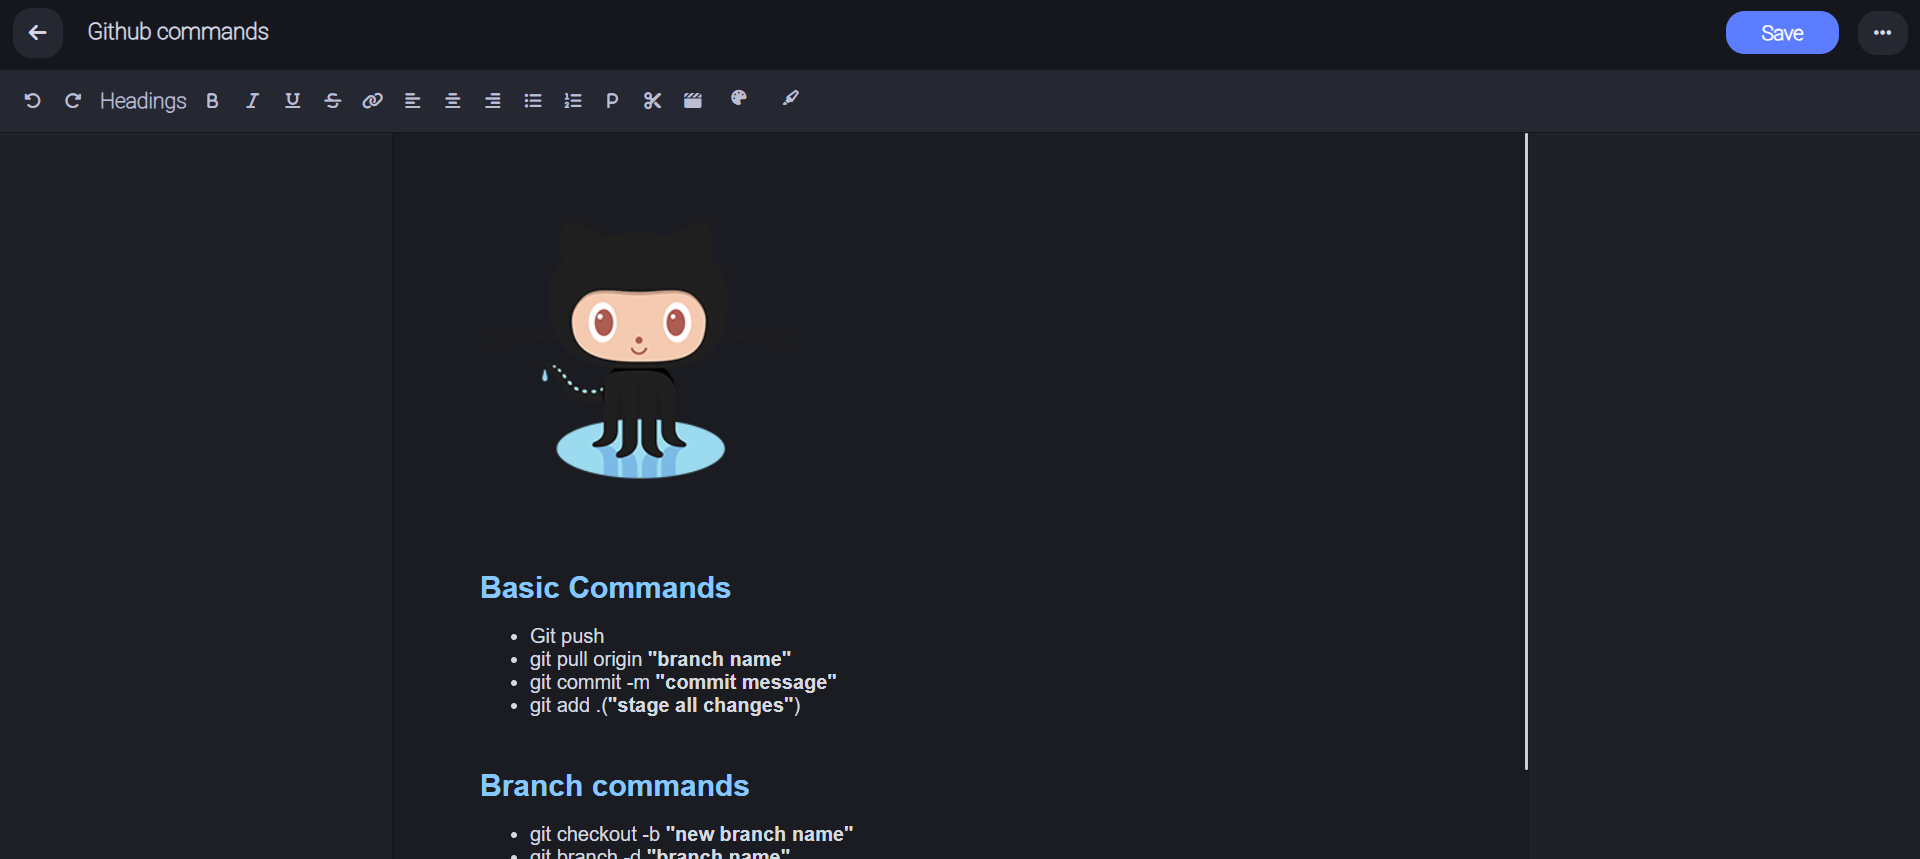 Github commands
Save
Headings
Basic Commands
Git push
git pull origin "branch name"
git commit -m "commit message"
git add .("stage all changes")
Branch commands
git checkout -b "new branch name"
git branch -d "branch name"